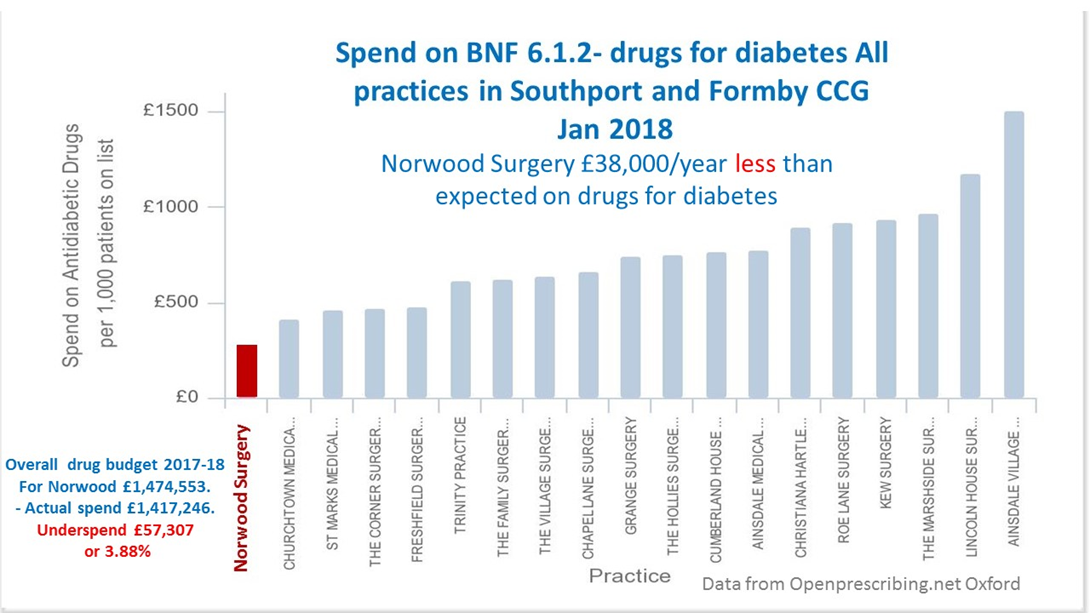 Spend on BNF 6.1.2- drugs for diabetes All
practices in Southport and Formby CCG
Jan 2018
Norwood Surgery £38,000/year less than
expected on drugs for diabetes
Spend on Antidiabetic Drugs
per 1,000 patients on list
£1500
£1000
£500
£0
Norwood Surgery
CHURCHTOWN MEDICA...
ST MARKS MEDICAL...
THE CORNER SURGER...
FRESHFIELD SURGER...
TRINITY PRACTICE
THE FAMILY SURGER...
THE VILLAGE SURGE...
CHAPELLANE SURGE...
GRANGE SURGERY
THE HOLLIES SURGE...
CUMBERLAND HOUSE ...
AINSDALE MEDICAL...
CHRISTIANA HARTLE...
ROE LANE SURGERY
KEW SURGERY
THE MARSHSIDE SUR...
LINCOLN HOUSE SUR...
AINSDALE VILLAGE ...
Practice
Overall drug budget 2017-18
For Norwood £1,474,553.
- Actual spend £1,417,246.
Underspend £57,307
or 3.88%
Data from Openprescribing.net Oxford